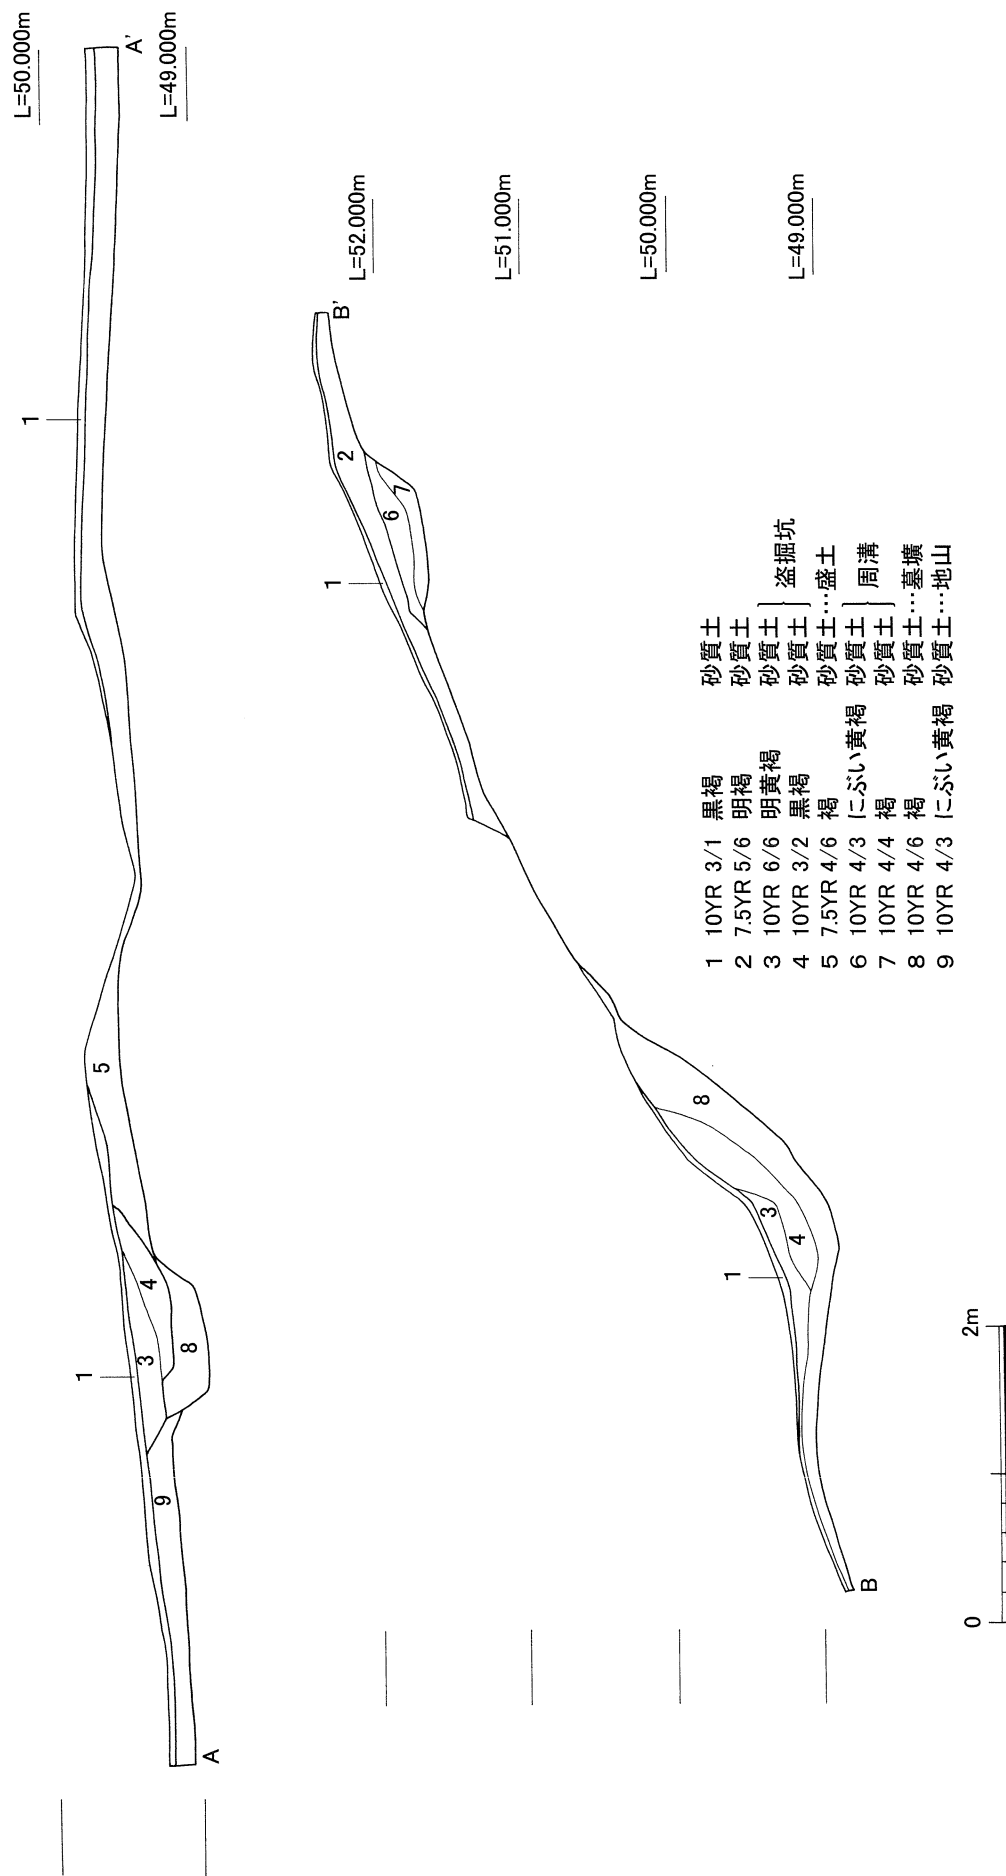 L=50.000m
A'
L=49.000m
1
5
4
3
1
8
9
A
L=52.000m
B'
L=51.000m
L=50.000m
L=49.000m
2
7
6
1
8
3
4
1
B
1 10YR 3/1 黒褐 砂質土
2 7.5YR 5/6 明褐 砂質土
3 10YR 6/6 明黄褐 砂質土
4 10YR 3/2 黒褐 砂質土
盗掘坑
5 7.5YR 4/6 褐 砂質土…盛土
6 10YR 4/3 にぶい黄褐 砂質土
7 10YR 4/4 褐 砂質土
周溝
8 10YR 4/6 褐 砂質土…墓壙
9 10YR 4/3 にぶい黄褐 砂質土…地山
0 2m